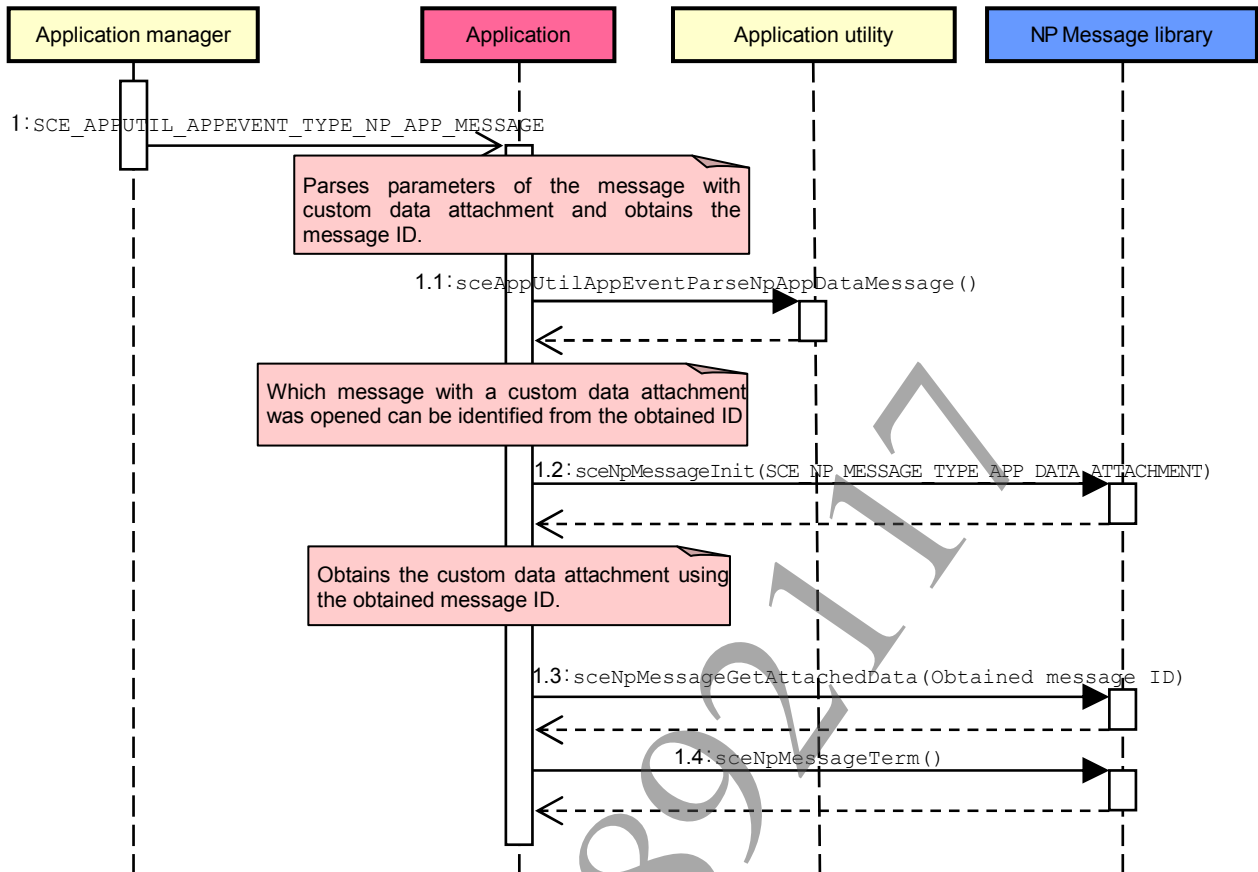 Application manager
Application
Application utility
NP Message library
1:SCE_APPUTIL_APPEVENT_TYPE_NP_APP_MESSAGE
Parses parameters of the message with
custom data attachment and obtains the
message ID.
1.1:sceAppUtilAppEventParseNpAppDataMessage()
Which message with a custom data attachment
was opened can be identified from the obtained ID
1.2:sceNpMessageInit(SCE_NP_MESSAGE_TYPE_APP_DATA_ATTACHMENT)
Obtains the custom data attachment using
the obtained message ID.
1.3:sceNpMessageGetAttachedData(Obtained message ID)
1.4:sceNpMessageTerm()
89217